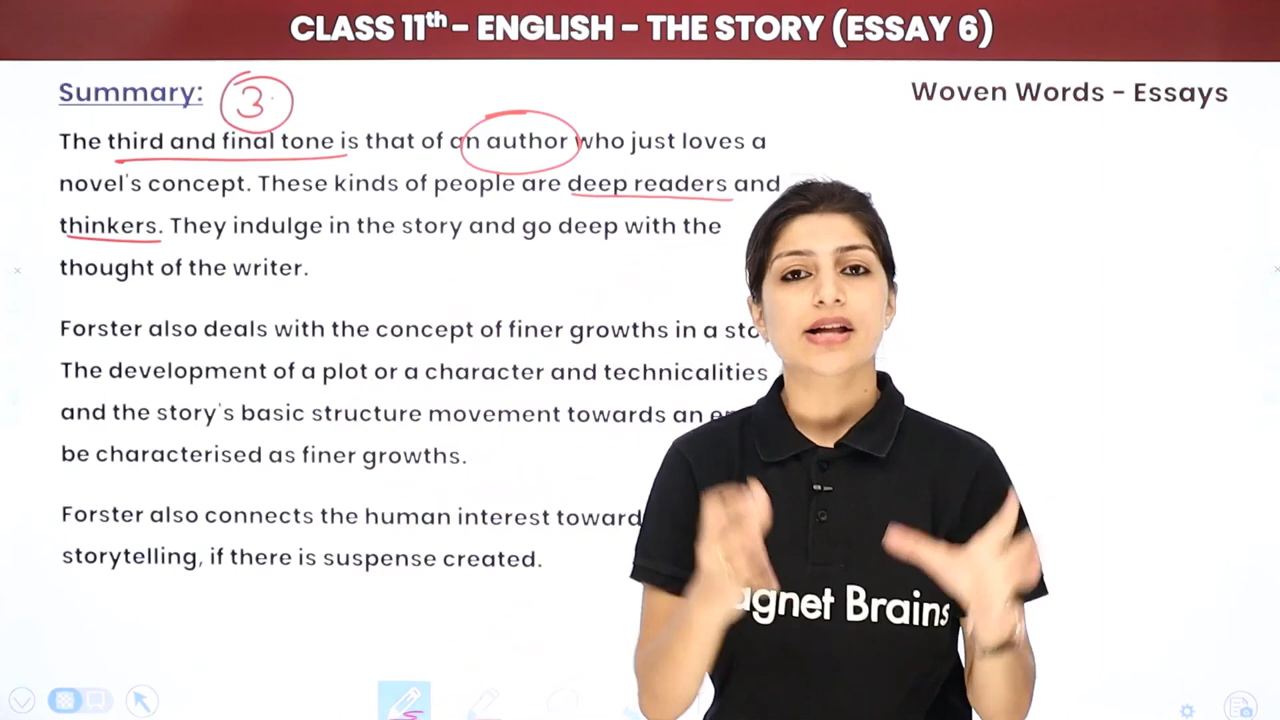 CLASS 11th - ENGLISH - THE STORY (ESSAY 6)
Summary: 3
Woven Words - Essays
The third and final tone is that of an author who just loves a
novel's concept. These kinds of people are deep readers and
thinkers. They indulge in the story and go deep with the
thought of the writer.
Forster also deals with the concept of finer growths in a
The development of a plot or a character and technicalities
and the story's basic structure movement towards an
be characterised as finer growths.
Forster also connects the human interest
storytelling, if there is suspense created.
Brains